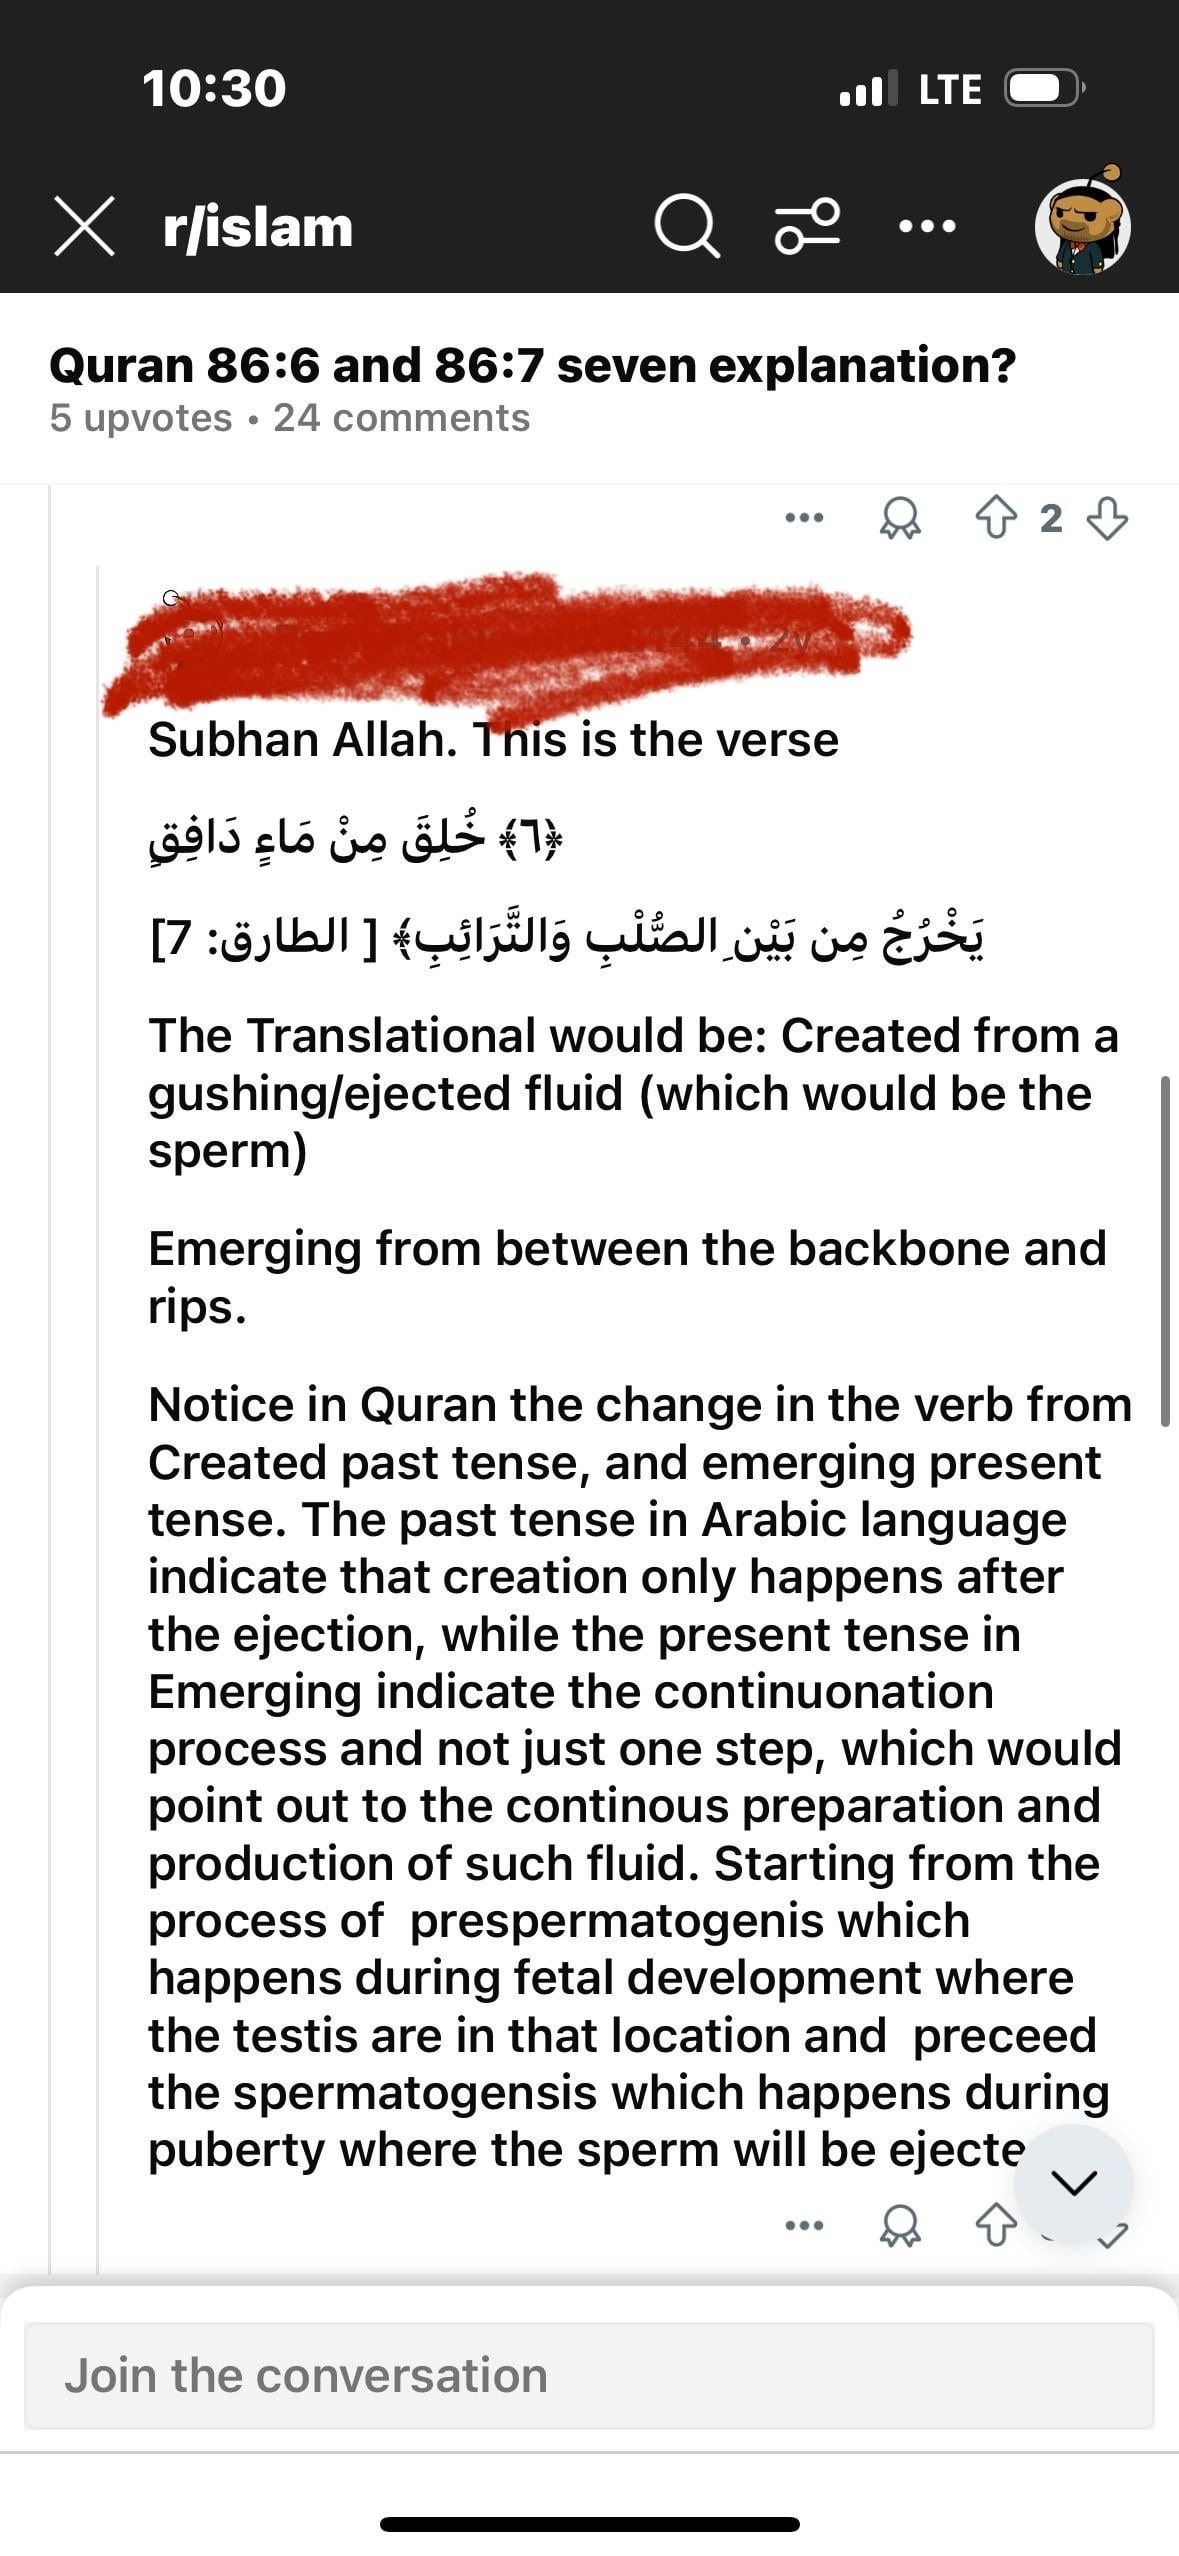 10:30
LTE
r/islam
Quran 86:6 and 86:7 seven explanation?
5 upvotes • 24 comments
2
Subhan Allah. This is the verse
﴿٦﴾ خُلِقَ مِنْ مَاءٍ دَافِقٍ
يَخْرُجُ مِن بَيْنِ الصُّلْبِ وَالتَّرَائِبِ﴾ [ الطارق: 7]
The Translational would be: Created from a
gushing/ejected fluid (which would be the
sperm)
Emerging from between the backbone and
rips.
Notice in Quran the change in the verb from
Created past tense, and emerging present
tense. The past tense in Arabic language
indicate that creation only happens after
the ejection, while the present tense in
Emerging indicate the continuonation
process and not just one step, which would
point out to the continous preparation and
production of such fluid. Starting from the
process of  prespermatogenis which
happens during fetal development where
the testis are in that location and  preceed
the spermatogensis which happens during
puberty where the sperm will be ejecte
Join the conversation